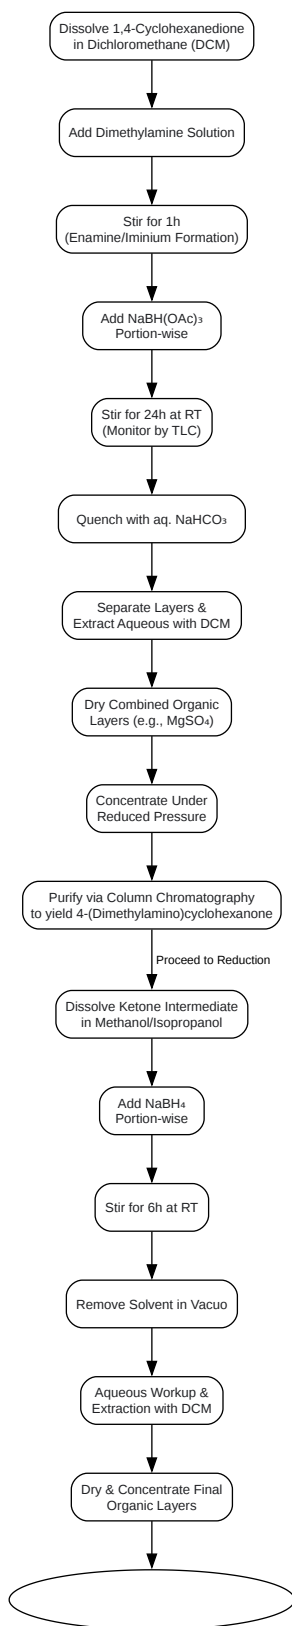 Dissolve 1,4-Cyclohexanedione
in Dichloromethane (DCM)
Add Dimethylamine Solution
Stir for 1h
(Enamine/Iminium Formation)
Add NaBH(OAc)₃
Portion-wise
Stir for 24h at RT
(Monitor by TLC)
Quench with aq. NaHCO₃
Separate Layers &
Extract Aqueous with DCM
Dry Combined Organic
Layers (e.g., MgSO₄)
Concentrate Under
Reduced Pressure
Purify via Column Chromatography
to yield 4-(Dimethylamino)cyclohexanone
Proceed to Reduction
Dissolve Ketone Intermediate
in Methanol/Isopropanol
Add NaBH₄
Portion-wise
Stir for 6h at RT
Remove Solvent in Vacuo
Aqueous Workup &
Extraction with DCM
Dry & Concentrate Final
Organic Layers